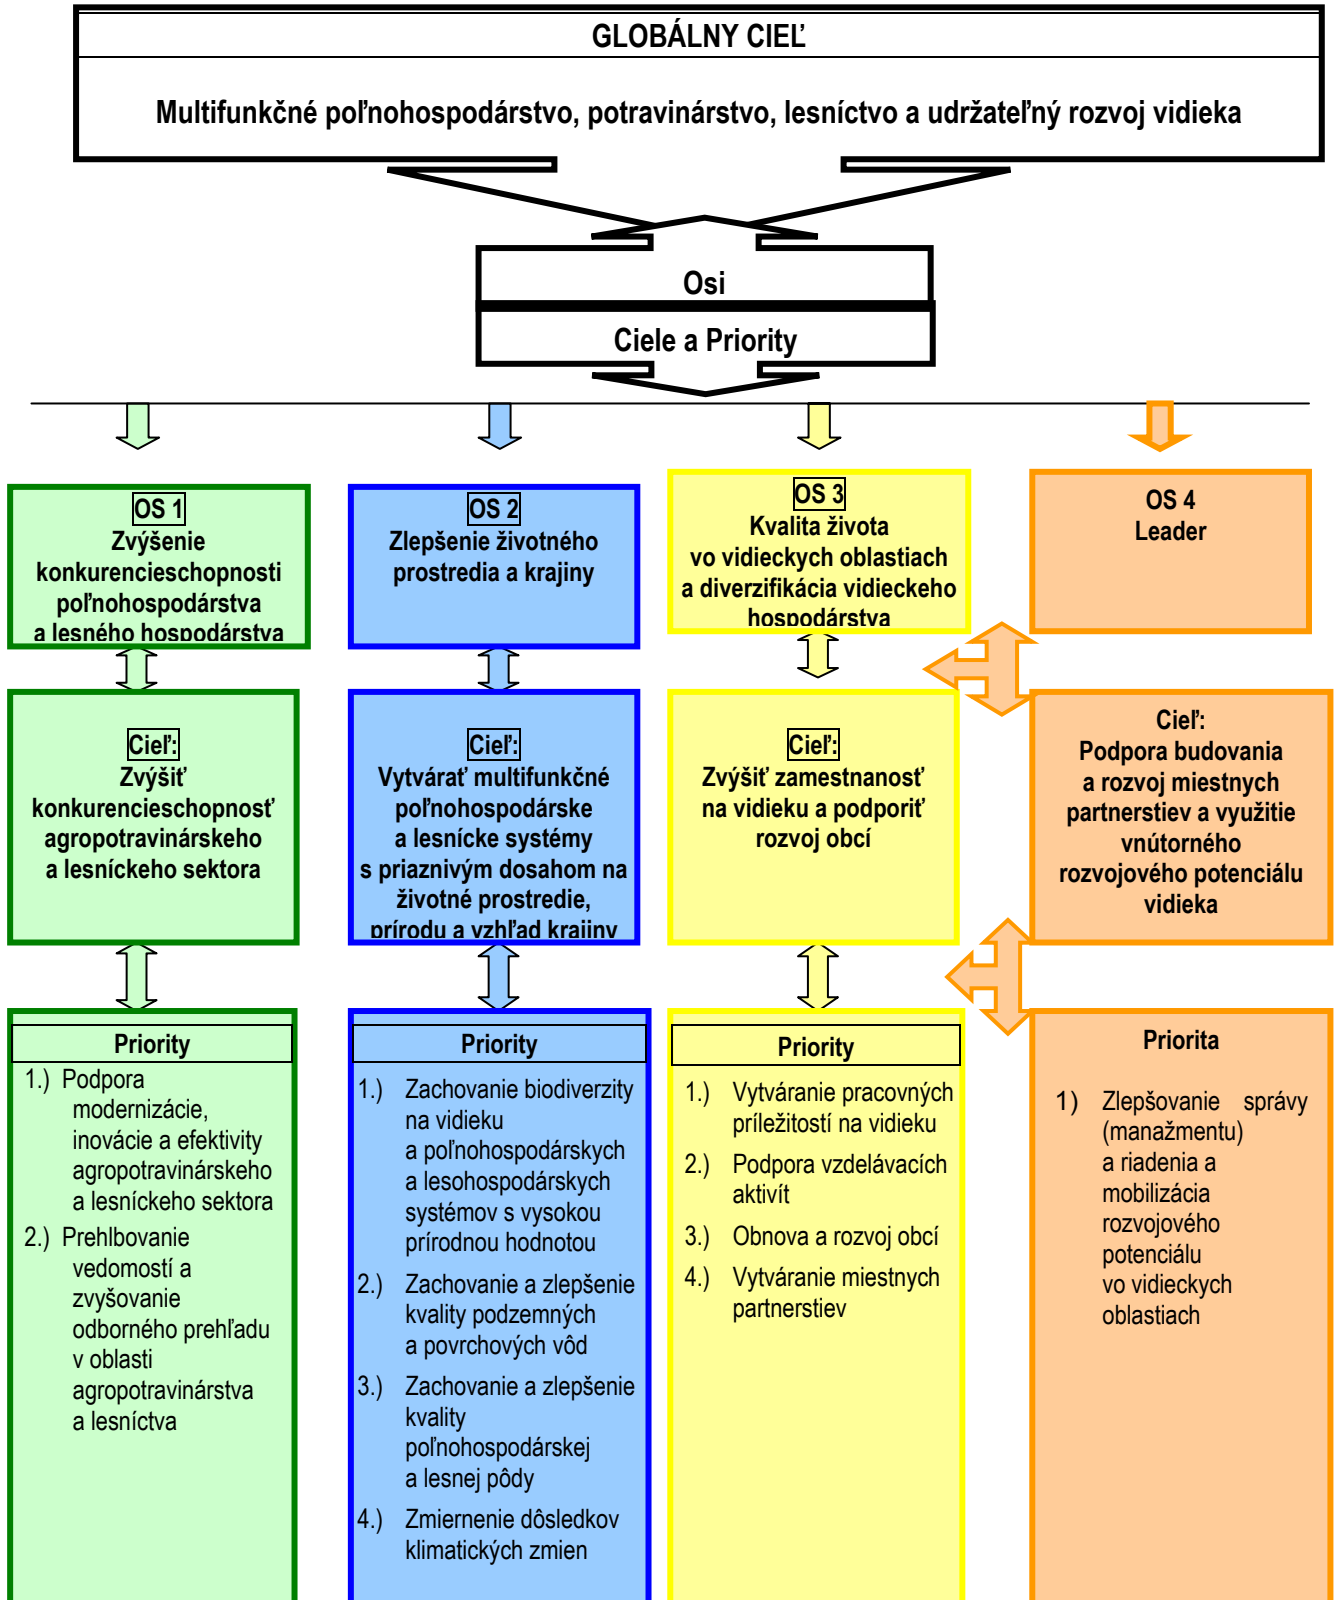 GLOBÁLNY CIEĽ
Multifunkčné poľnohospodárstvo, potravinárstvo, lesníctvo a udržateľný rozvoj vidieka
Osi
Ciele a Priority
OS 1
Zvýšenie
konkurencieschopnosti
poľnohospodárstva
a lesného hospodárstva
OS 2
Zlepšenie životného
prostredia a krajiny
OS 3
Kvalita života
vo vidieckych oblastiach
a diverzifikácia vidieckeho
hospodárstva
OS 4
Leader
Cieľ:
Zvýšiť
konkurencieschopnosť
agropotravinárskeho
a lesníckeho sektora
Cieľ:
Vytvárať multifunkčné
poľnohospodárske
a lesnícke systémy
s priaznivým dosahom na
životné prostredie,
prírodu a vzhľad krajiny
Cieľ:
Zvýšiť zamestnanosť
na vidieku a podporiť
rozvoj obcí
Cieľ:
Podpora budovania
a rozvoj miestnych
partnerstiev a využitie
vnútorného
rozvojového potenciálu
vidieka
Priority
1.) Podpora
modernizácie,
inovácie a efektivity
agropotravinárskeho
a lesníckeho sektora
2.) Prehlbovanie
vedomostí a
zvyšovanie
odborného prehľadu
v oblasti
agropotravinárstva
a lesníctva
Priority
1.) Zachovanie biodiverzity
na vidieku
a poľnohospodárskych
a lesohospodárskych
systémov s vysokou
prírodnou hodnotou
2.) Zachovanie a zlepšenie
kvality podzemných
a povrchových vôd
3.) Zachovanie a zlepšenie
kvality
poľnohospodárskej
a lesnej pôdy
4.) Zmiernenie dôsledkov
klimatických zmien
Priority
1.) Vytváranie pracovných
príležitostí na vidieku
2.) Podpora vzdelávacích
aktivít
3.) Obnova a rozvoj obcí
4.) Vytváranie miestnych
partnerstiev
Priorita
1) Zlepšovanie správy
(manažmentu)
a riadenia a
mobilizácia
rozvojového
potenciálu
vo vidieckych
oblastiach